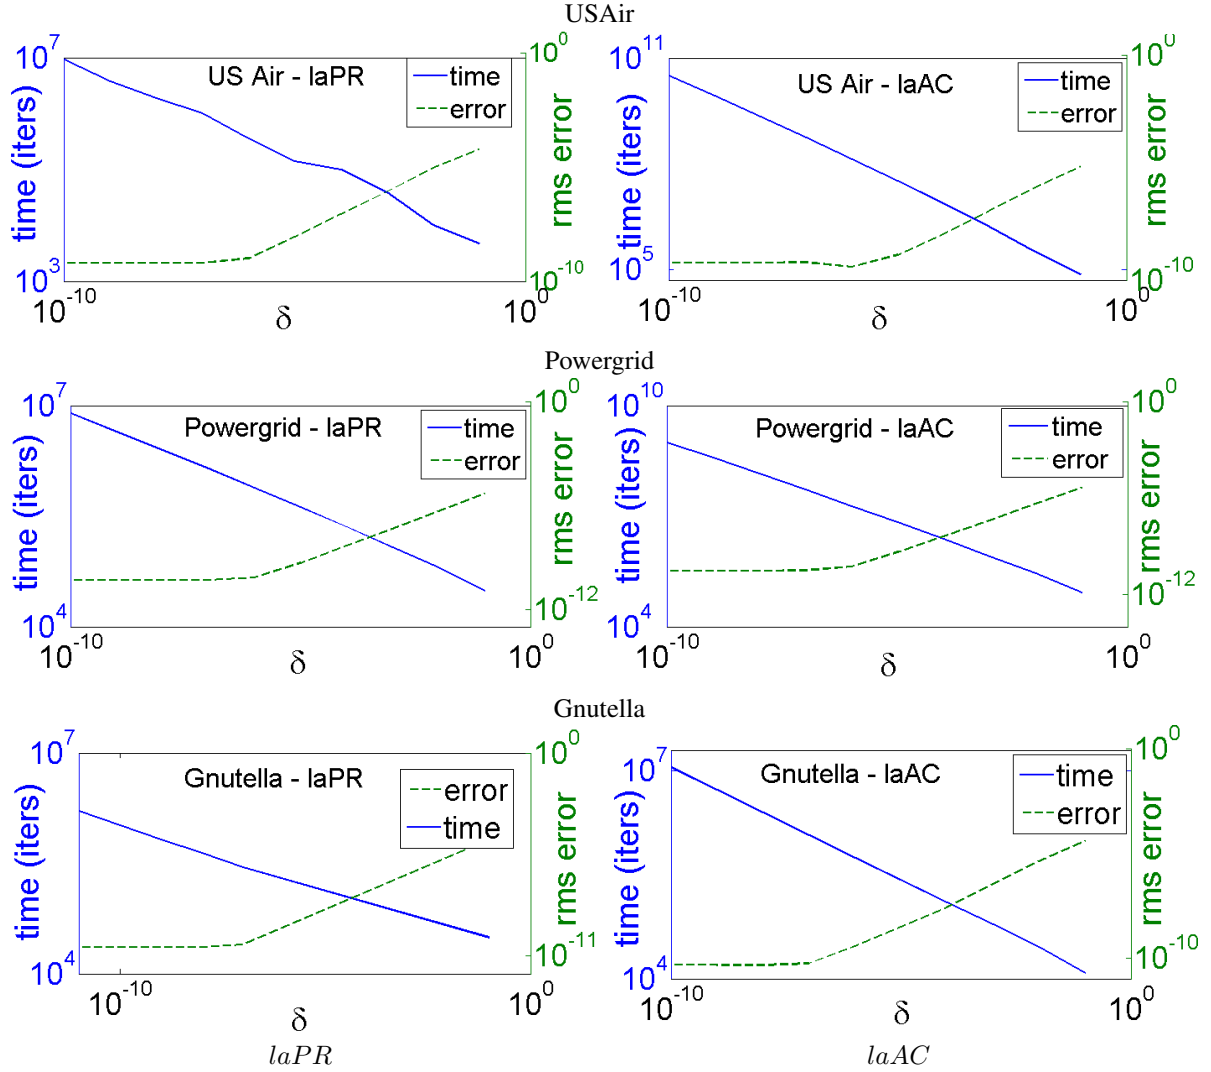 USAir
10^7
US Air - laPR
time
error
10^0
time (iters)
rms error
10^3
10^-10
10^-10
δ
10^0
10^11
US Air - laAC
time
error
10^0
time (iters)
rms error
10^5
10^-10
10^-10
δ
10^0
Powergrid
10^7
Powergrid - laPR
time
error
10^0
time (iters)
rms error
10^4
10^-12
10^-10
δ
10^0
10^10
Powergrid - laAC
time
error
10^0
time (iters)
rms error
10^4
10^-12
10^-10
δ
10^0
Gnutella
10^7
Gnutella - laPR
error
time
10^0
time (iters)
rms error
10^4
10^-11
10^-10
δ
10^0
laPR
10^7
Gnutella - laAC
time
error
10^0
time (iters)
rms error
10^4
10^-10
10^-10
δ
10^0
laAC